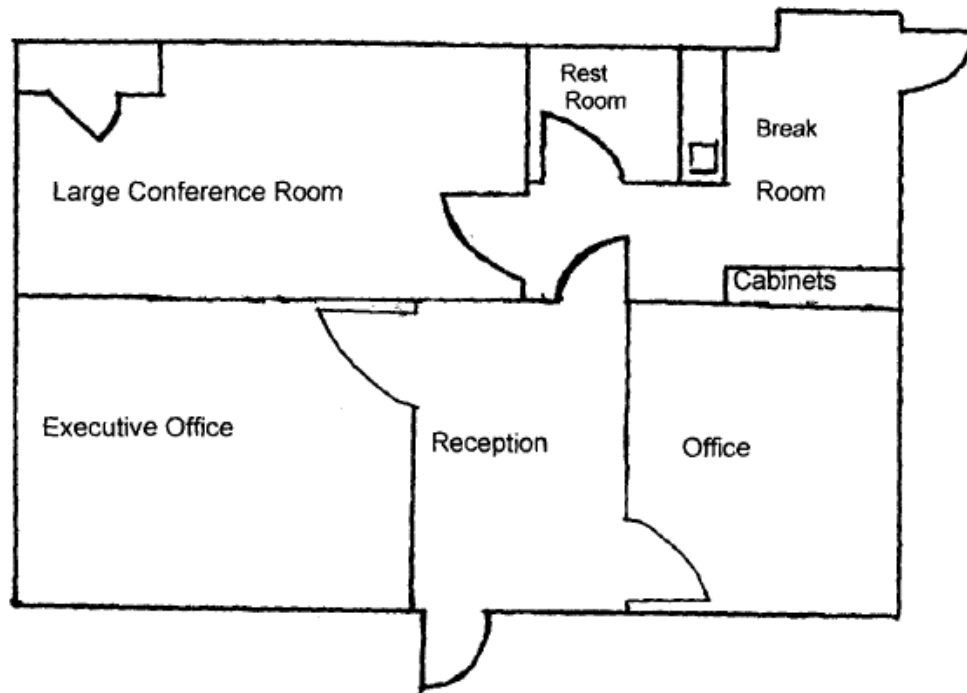 Rest
Room
Break
Large Conference Room
Room
Cabinets
Executive Office
Reception
Office